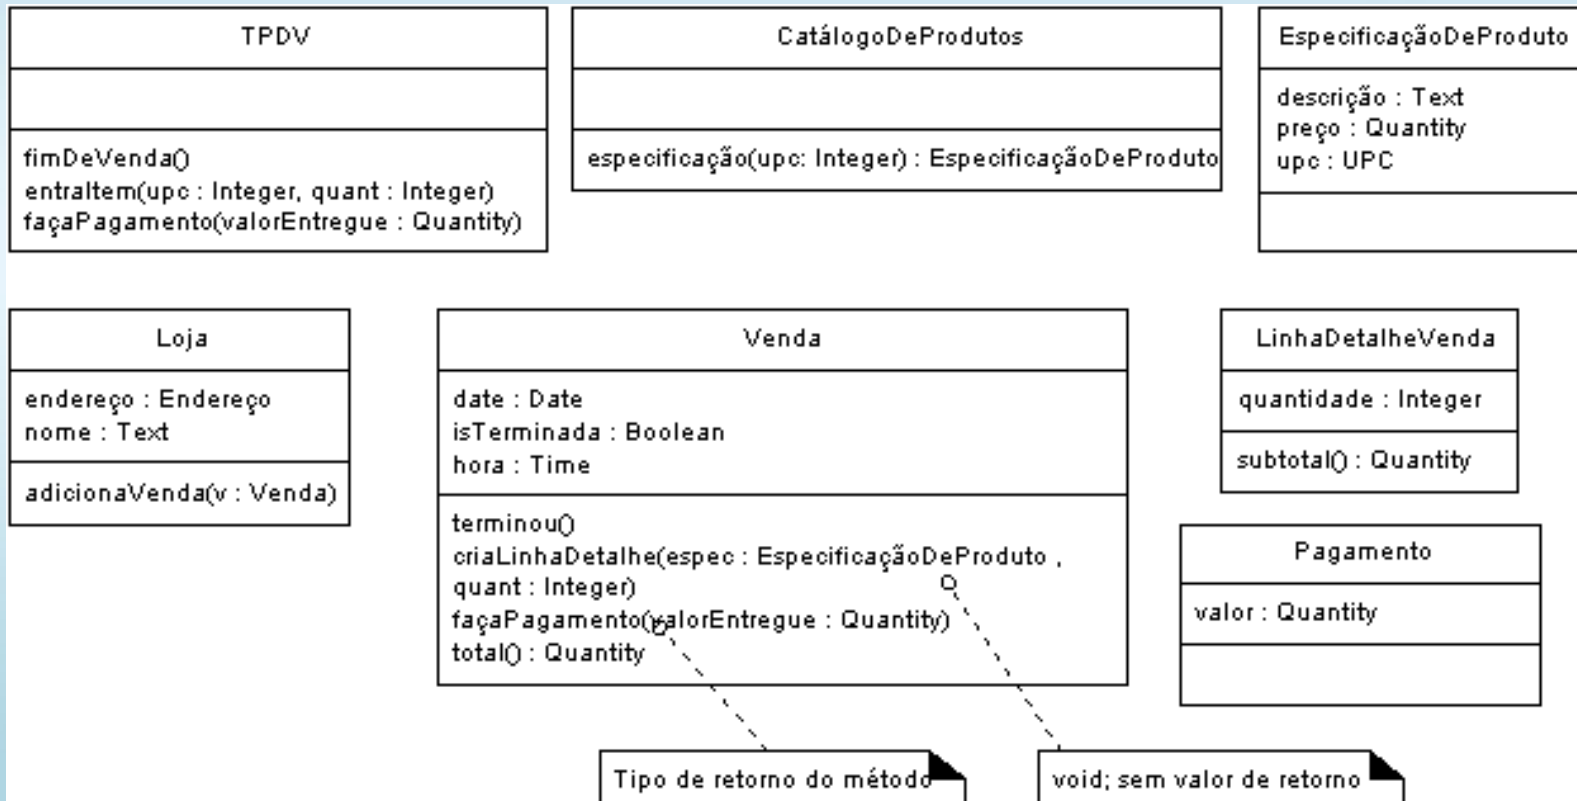 TPDV
fimDeVenda()
entraItem(upc : Integer, quant : Integer)
façaPagamento(valorEntregue : Quantity)
CatálogoDeProdutos
especificação(upc: Integer) : EspecificaçãoDeProduto
EspecificaçãoDeProduto
descrição : Text
preço : Quantity
upc : UPC
Loja
endereço : Endereço
nome : Text
adicionaVenda(v : Venda)
Venda
date : Date
isTerminada : Boolean
hora : Time
terminou()
criaLinhaDetalhe(espec : EspecificaçãoDeProduto ,
quant : Integer)
façaPagamento(valorEntregue : Quantity)
total() : Quantity
LinhaDetalheVenda
quantidade : Integer
subtotal() : Quantity
Pagamento
valor : Quantity
Tipo de retorno do método
void; sem valor de retorno